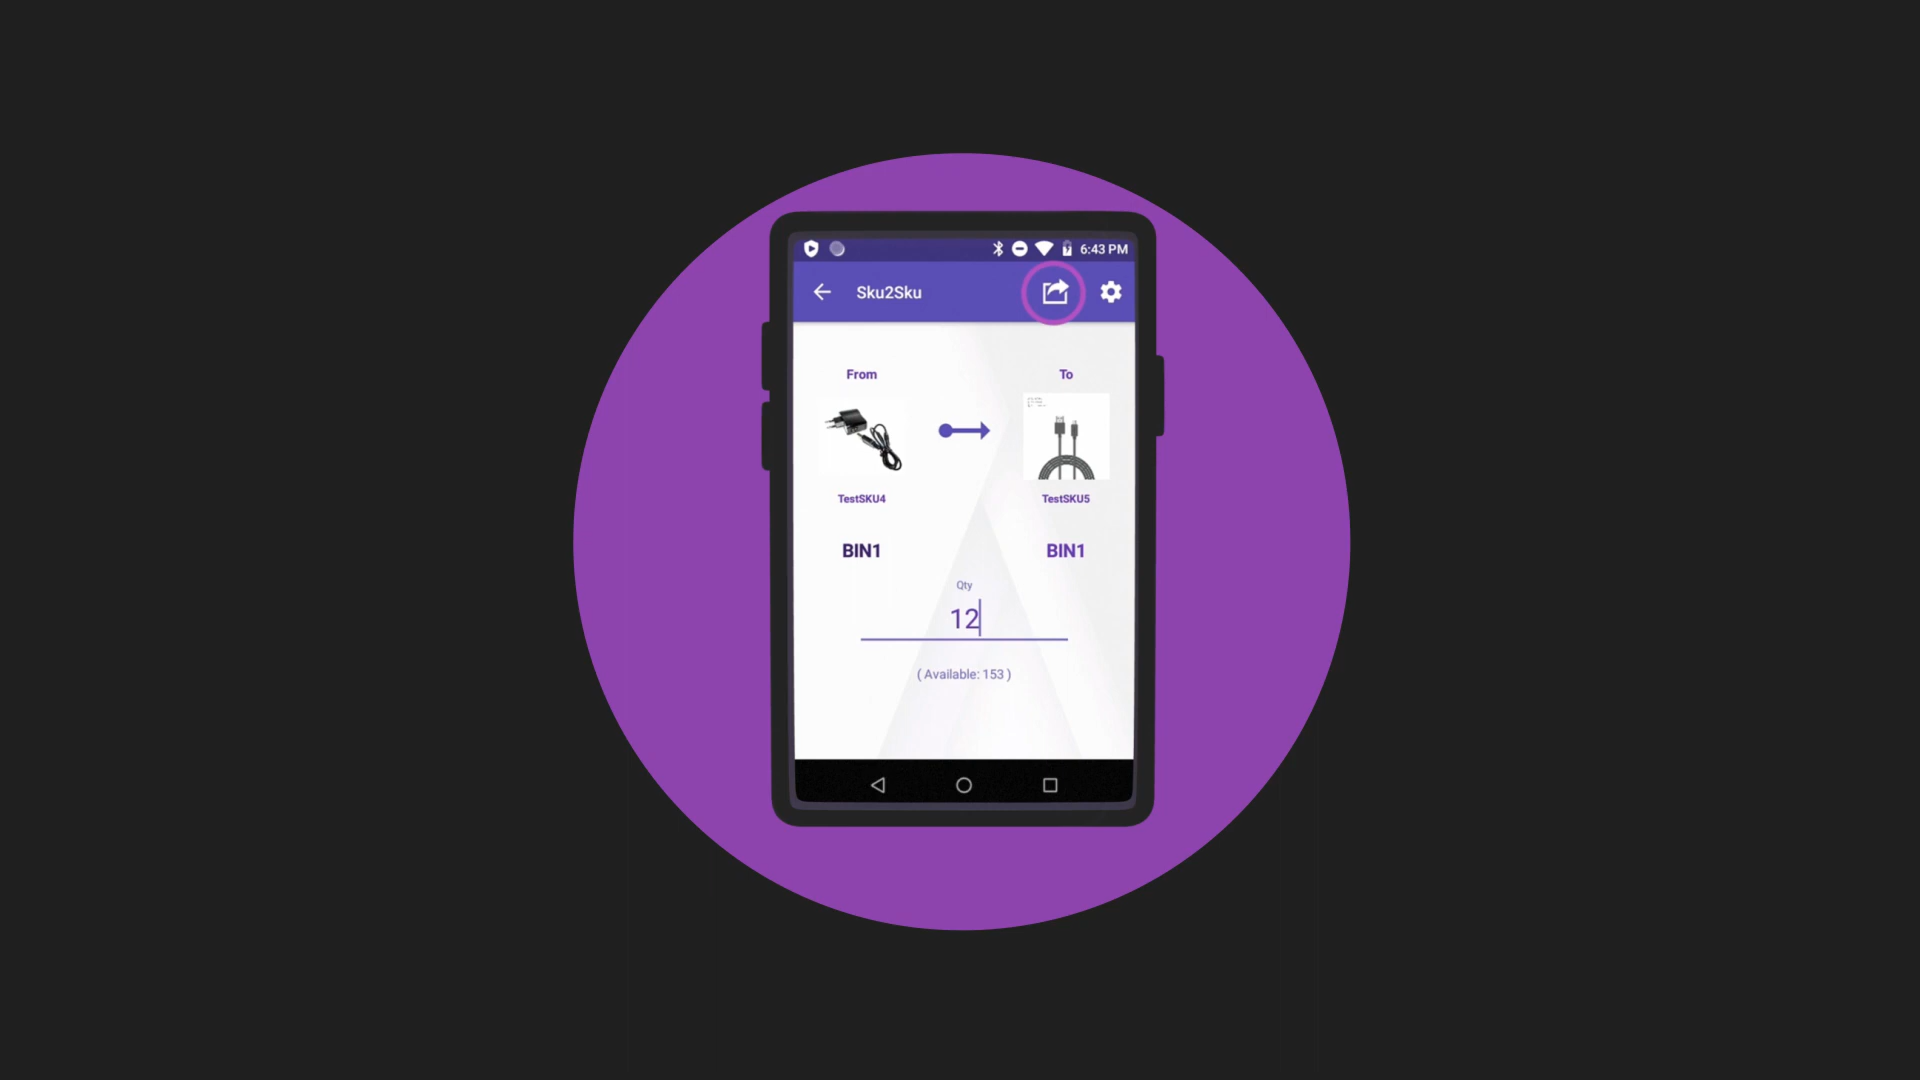 6:43 PM
Sku2Sku
From To
TestSKU4 TestSKU5
BIN1 BIN1
Qty
12
( Available: 153 )